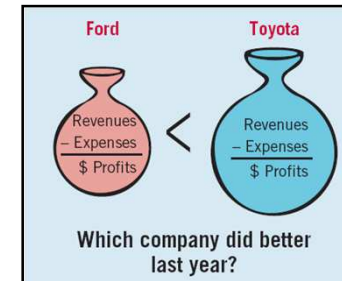 Ford
Toyota
Revenues
– Expenses
$ Profits
<
Revenues
– Expenses
$ Profits
Which company did better
last year?